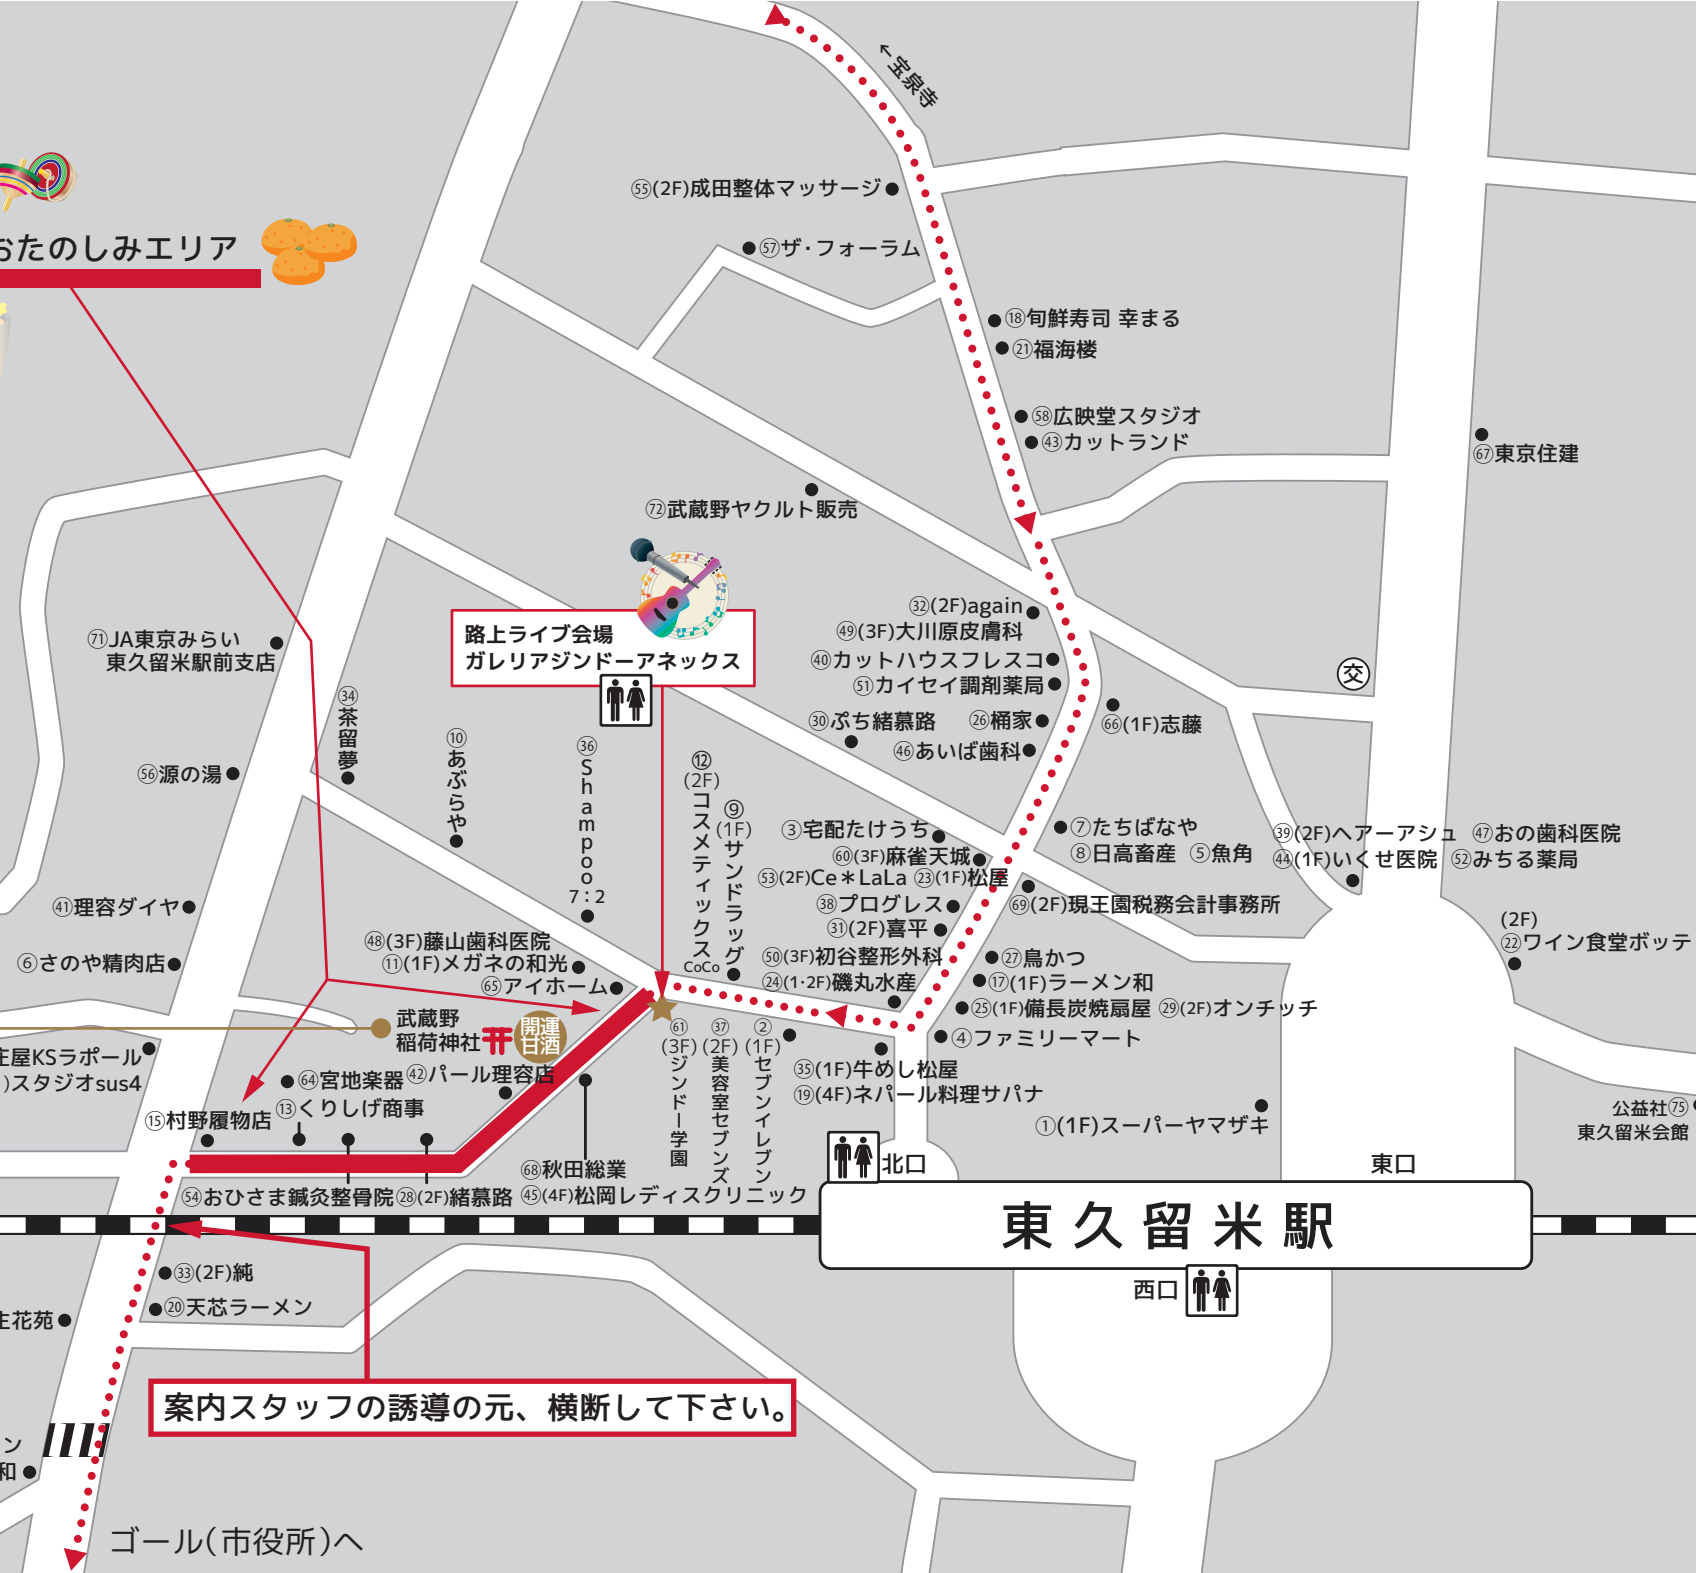 ←宝泉寺
55(2F)成田整体マッサージ
おたのしみエリア
57ザ・フォーラム
18旬鮮寿司 幸まる
21福海楼
58広映堂スタジオ
43カットランド
67東京住建
72武蔵野ヤクルト販売
32(2F)again
49(3F)大川原皮膚科
路上ライブ会場
ガレリアジンドーアネックス
40カットハウスフレスコ
51カイセイ調剤薬局
71JA東京みらい
東久留米駅前支店
交
34茶留夢
30ぷち緒慕路
26桶家
66(1F)志藤
46あいば歯科
10あぶらや
36Shampoo7:2
12(2F)コスメティックスCoCo
9(1F)サンドラッグ
56源の湯
3宅配たけうち
7たちばなや
8日高畜産 5魚角
39(2F)ヘアーアシュ 47おの歯科医院
44(1F)いくせ医院 52みちる薬局
60(3F)麻雀天城
53(2F)Ce＊LaLa 23(1F)松屋
38プログレス
69(2F)現王園税務会計事務所
41理容ダイヤ
31(2F)喜平
(2F)
22ワイン食堂ボッテ
48(3F)藤山歯科医院
11(1F)メガネの和光
65アイホーム
50(3F)初谷整形外科
24(1･2F)磯丸水産
27鳥かつ
17(1F)ラーメン和
25(1F)備長炭焼扇屋 29(2F)オンチッチ
4ファミリーマート
6さのや精肉店
武蔵野
稲荷神社
開運
甘酒
61(3F)ジンドー学園
37(2F)美容室セブンズ
2(1F)セブンイレブン
庄屋KSラポール
)スタジオsus4
64宮地楽器
42パール理容店
35(1F)牛めし松屋
19(4F)ネパール料理サパナ
15村野履物店
13くりしげ商事
1(1F)スーパーヤマザキ
公益社75
東久留米会館
北口
東口
68秋田総業
54おひさま鍼灸整骨院
28(2F)緒慕路
45(4F)松岡レディスクリニック
東久留米駅
33(2F)純
20天芯ラーメン
生花苑
西口
案内スタッフの誘導の元、横断して下さい。
ン
和
ゴール(市役所)へ